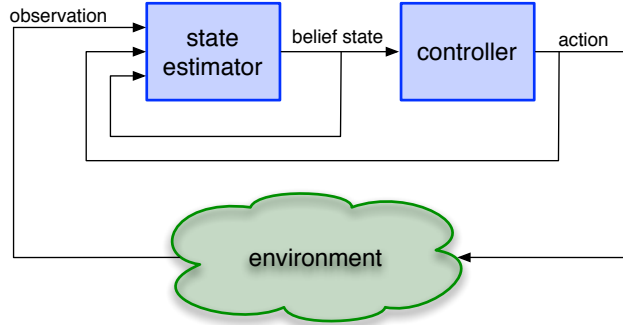 observation
state
estimator
belief state
controller
action
environment